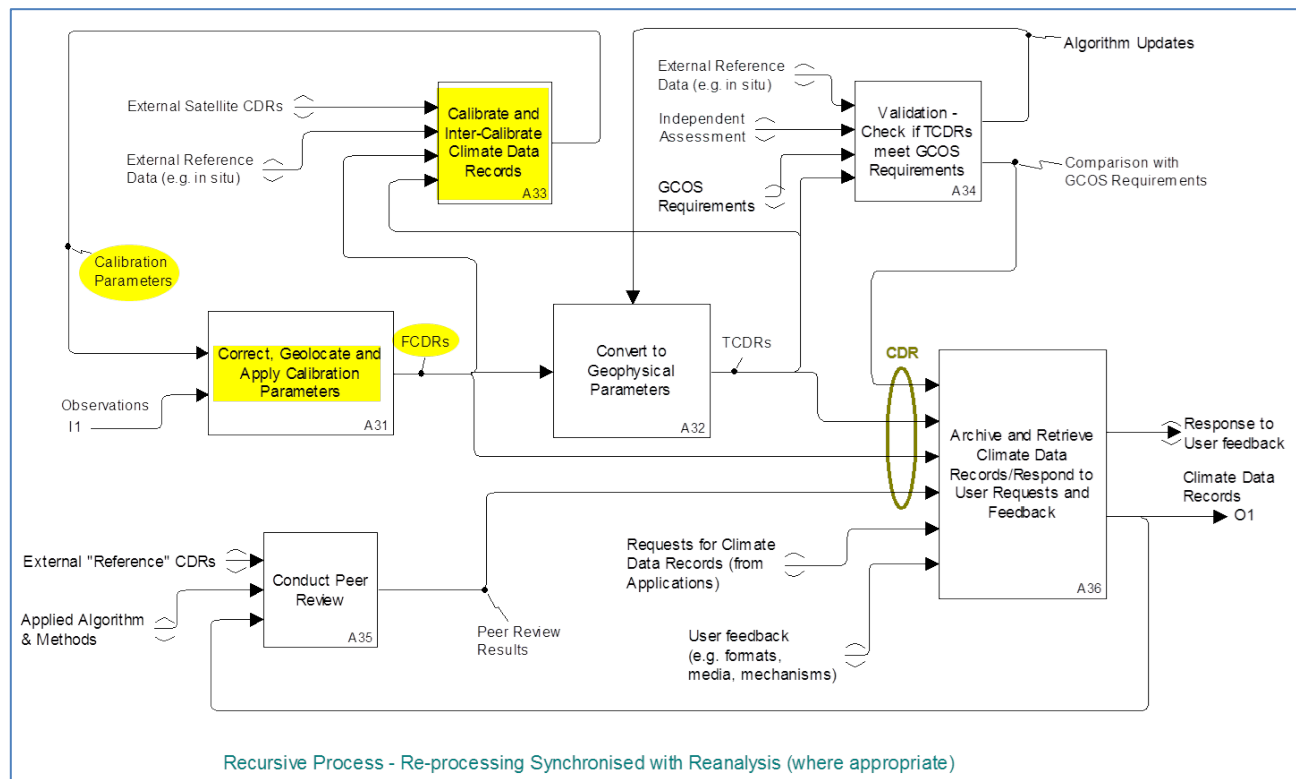 Algorithm Updates
External Satellite CDRs
External Reference
Data (e.g. in situ)
Calibrate and
Inter-Calibrate
Climate Data
Records
A33
External Reference
Data (e.g. in situ)
Independent
Assessment
GCOS
Requirements
Validation -
Check if TCDRs
meet GCOS
Requirements
A34
Comparison with
GCOS Requirements
Calibration
Parameters
Correct, Geolocate and
Apply Calibration
Parameters
A31
Observations
I1
FCDRs
Convert to
Geophysical
Parameters
A32
TCDRs
CDR
Archive and Retrieve
Climate Data
Records/Respond to
User Requests and
Feedback
A36
Response to
User feedback
Climate Data
Records
O1
External "Reference" CDRs
Applied Algorithm
& Methods
Conduct Peer
Review
A35
Peer Review
Results
Requests for Climate
Data Records (from
Applications)
User feedback
(e.g. formats,
media, mechanisms)
Recursive Process - Re-processing Synchronised with Reanalysis (where appropriate)